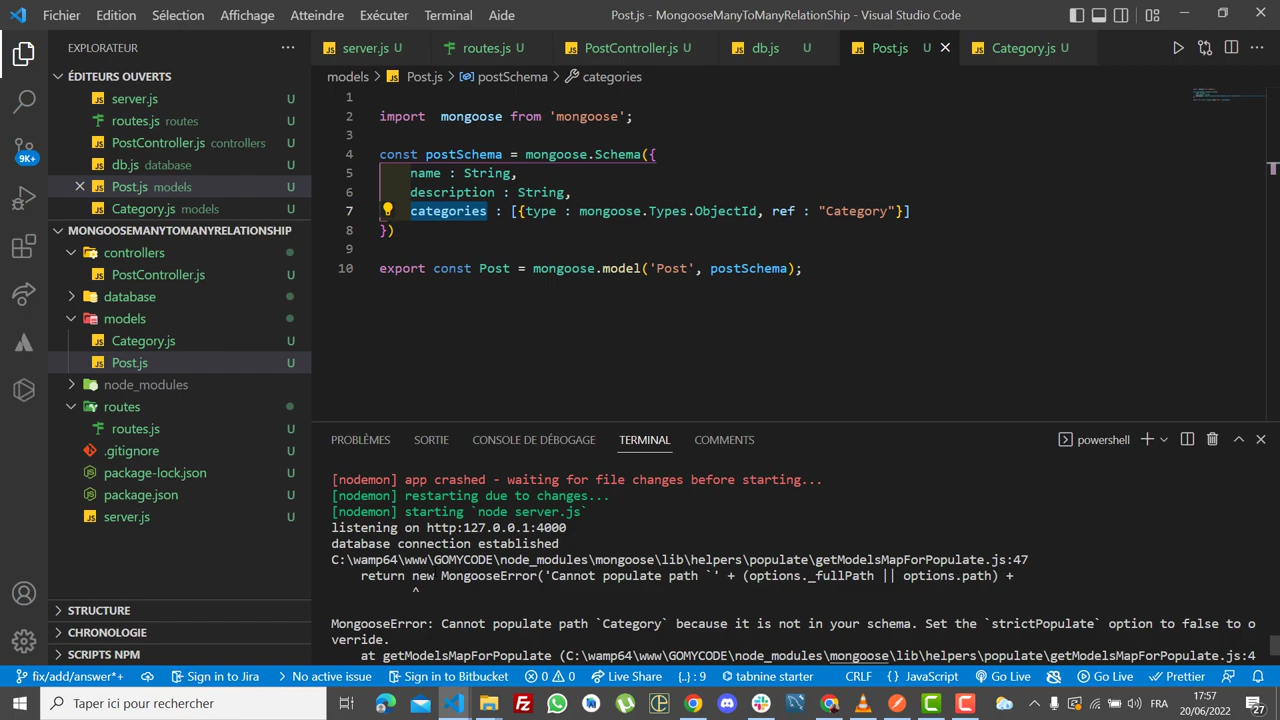 Fichier Edition Sélection Affichage Atteindre Exécuter Terminal Aide Post.js - MongooseManyToManyRelationShip - Visual Studio Code
EXPLORATEUR
server.js U routes.js U PostController.js U db.js U Post.js U Category.js U
ÉDITEURS OUVERTS
server.js U
routes.js routes U
PostController.js controllers U
db.js database U
Post.js models U
Category.js models U
MONGOOSEMANYTOMANYRELATIONSHIP
controllers
PostController.js U
database
models
Category.js U
Post.js U
node_modules
routes
routes.js U
.gitignore U
package-lock.json U
package.json U
server.js U
STRUCTURE
CHRONOLOGIE
SCRIPTS NPM
9K+
models > Post.js > postSchema > categories
1
2 import mongoose from 'mongoose';
3
4 const postSchema = mongoose.Schema({
5 name : String,
6 description : String,
7 categories : [{type : mongoose.Types.ObjectId, ref : "Category"}]
8 })
9
10 export const Post = mongoose.model('Post', postSchema);
PROBLÈMES SORTIE CONSOLE DE DÉBOGAGE TERMINAL COMMENTS powershell
[nodemon] app crashed - waiting for file changes before starting...
[nodemon] restarting due to changes...
[nodemon] starting `node server.js`
listening on http:127.0.0.1:4000
database connection established
C:\wamp64\www\GOMYCODE\node_modules\mongoose\lib\helpers\populate\getModelsMapForPopulate.js:47
return new MongooseError('Cannot populate path `' + (options._fullPath || options.path) +
^
MongooseError: Cannot populate path `Category` because it is not in your schema. Set the `strictPopulate` option to false to o
verride.
at getModelsMapForPopulate (C:\wamp64\www\GOMYCODE\node_modules\mongoose\lib\helpers\populate\getModelsMapForPopulate.js:4
fix/add/answer*+ Sign in to Jira No active issue Sign in to Bitbucket 0 0 Live Share {..} : 9 tabnine starter CRLF JavaScript Go Live Go Live Prettier
Taper ici pour rechercher FRA 17:57
20/06/2022 27